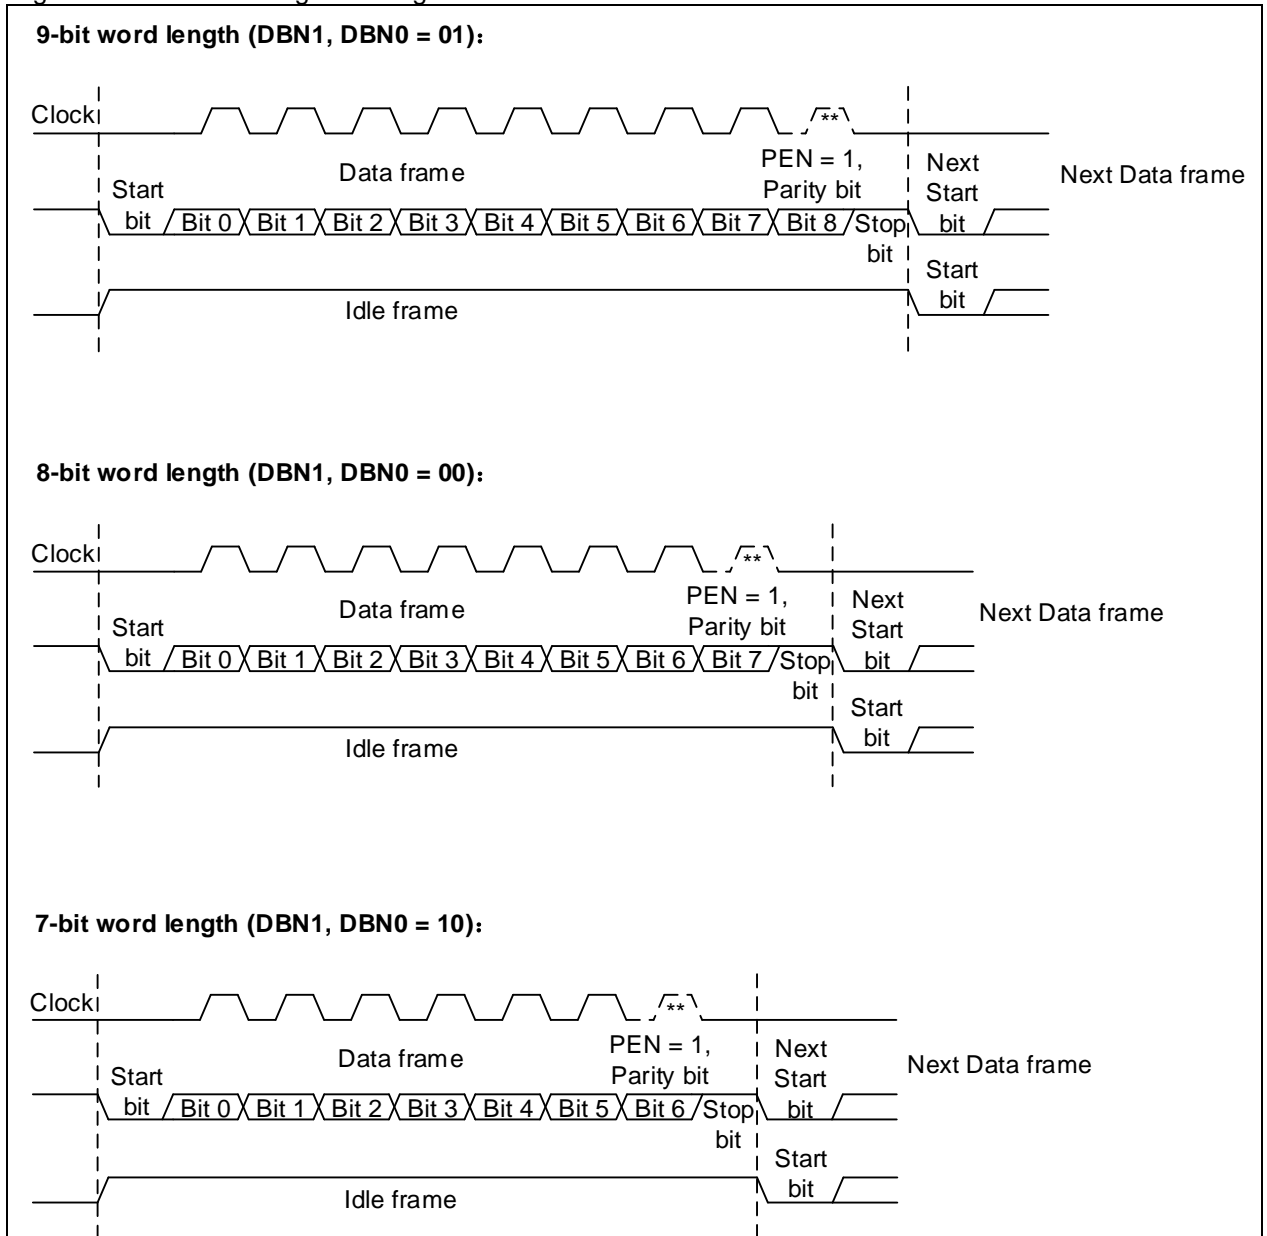 9-bit word length (DBN1, DBN0 = 01)：
Clock
**
Data frame
PEN = 1,
Parity bit
Next
Start
bit
Next Data frame
Start
bit
Bit 0
Bit 1
Bit 2
Bit 3
Bit 4
Bit 5
Bit 6
Bit 7
Bit 8
Stop
bit
Start
bit
Idle frame
8-bit word length (DBN1, DBN0 = 00)：
Clock
**
Data frame
PEN = 1,
Parity bit
Next
Start
bit
Next Data frame
Start
bit
Bit 0
Bit 1
Bit 2
Bit 3
Bit 4
Bit 5
Bit 6
Bit 7
Stop
bit
Start
bit
Idle frame
7-bit word length (DBN1, DBN0 = 10)：
Clock
**
Data frame
PEN = 1,
Parity bit
Next
Start
bit
Next Data frame
Start
bit
Bit 0
Bit 1
Bit 2
Bit 3
Bit 4
Bit 5
Bit 6
Stop
bit
Start
bit
Idle frame